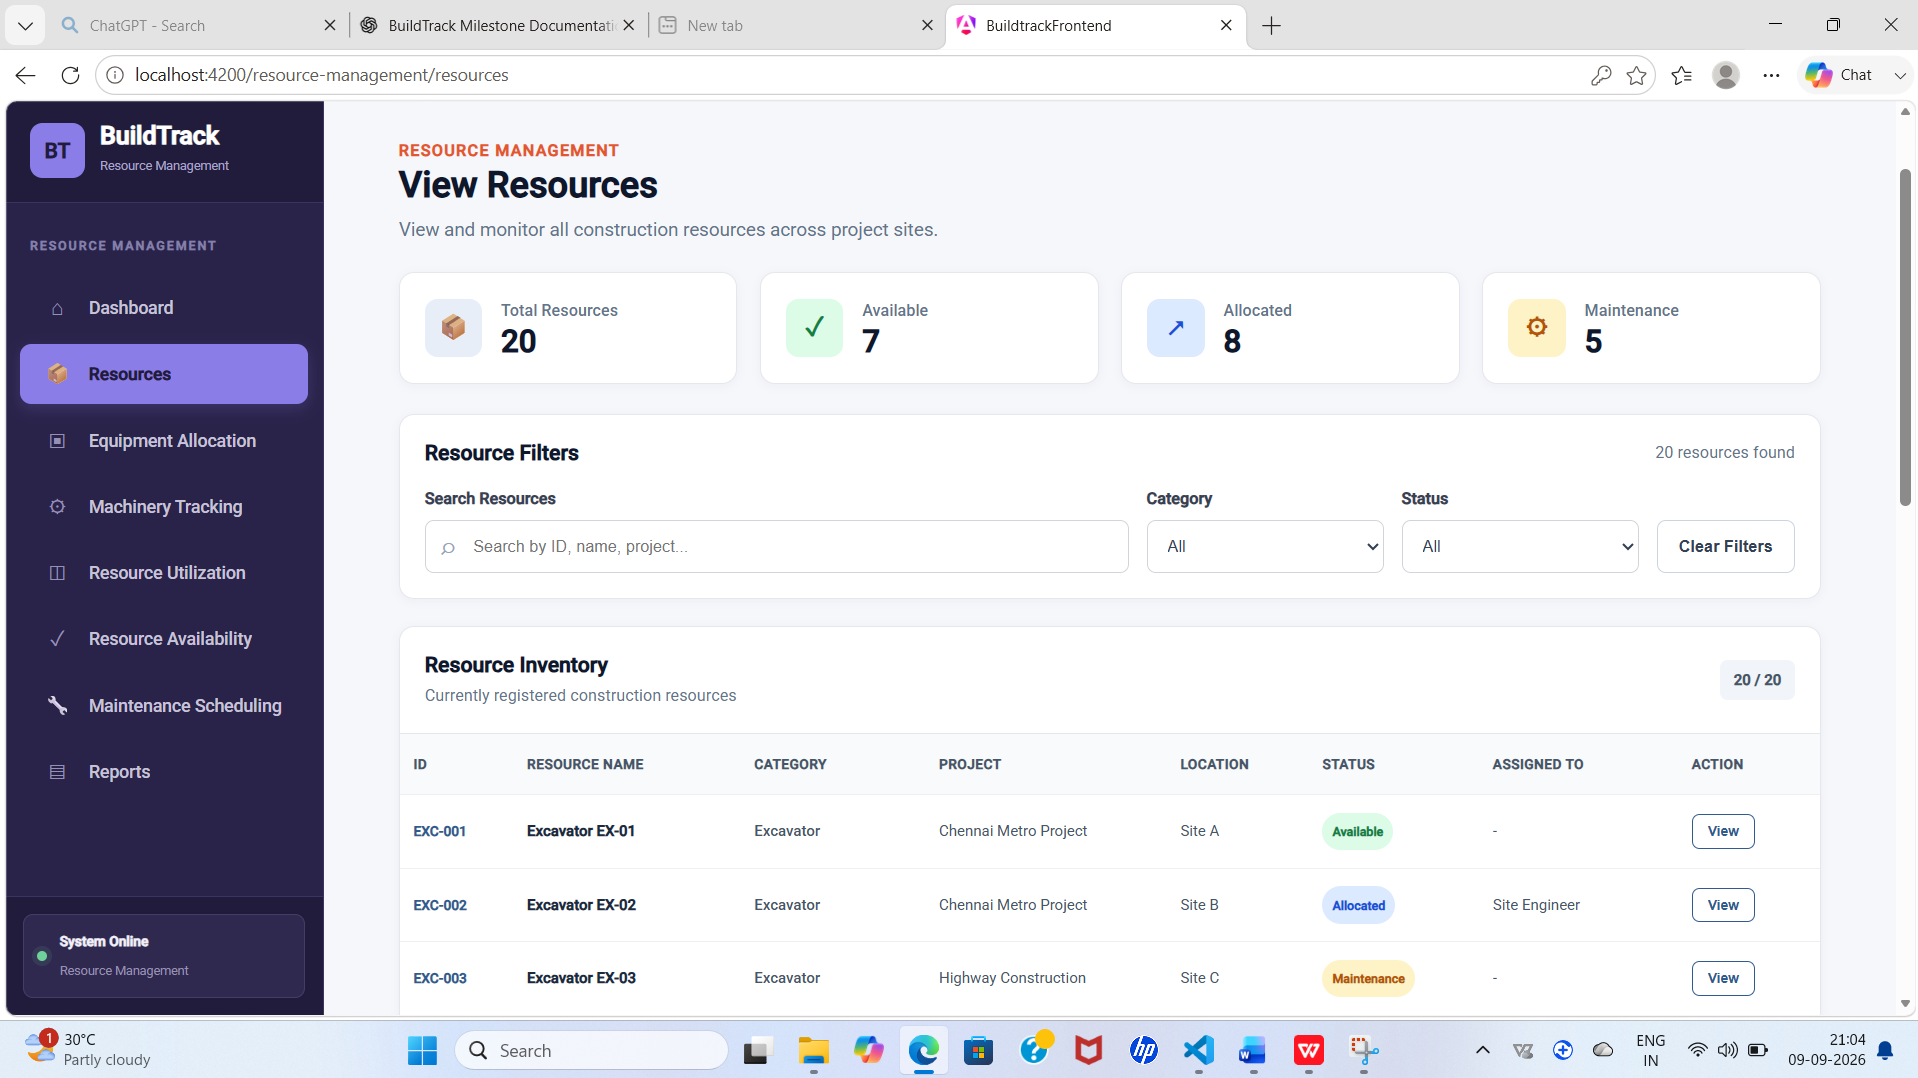 ChatGPT - Search
BuildTrack Milestone Documentati
New tab
BuildtrackFrontend
localhost:4200/resource-management/resources
Chat
BT
BuildTrack
Resource Management
RESOURCE MANAGEMENT
Dashboard
Resources
Equipment Allocation
Machinery Tracking
Resource Utilization
Resource Availability
Maintenance Scheduling
Reports
System Online
Resource Management
RESOURCE MANAGEMENT
View Resources
View and monitor all construction resources across project sites.
Total Resources
20
Available
7
Allocated
8
Maintenance
5
Resource Filters
20 resources found
Search Resources
Category
Status
Search by ID, name, project...
All
All
Clear Filters
Resource Inventory
Currently registered construction resources
20 / 20
ID RESOURCE NAME CATEGORY PROJECT LOCATION STATUS ASSIGNED TO ACTION
EXC-001 Excavator EX-01 Excavator Chennai Metro Project Site A Available - View
EXC-002 Excavator EX-02 Excavator Chennai Metro Project Site B Allocated Site Engineer View
EXC-003 Excavator EX-03 Excavator Highway Construction Site C Maintenance - View
1
30°C
Partly cloudy
Search
ENG
IN
21:04
09-09-2026